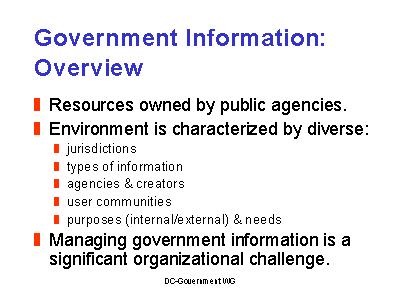 Government Information:
Overview
Resources owned by public agencies.
Environment is characterized by diverse:
jurisdictions
types of information
agencies & creators
user communities
purposes (internal/external) & needs
Managing government information is a
significant organizational challenge.
DC-Government WG